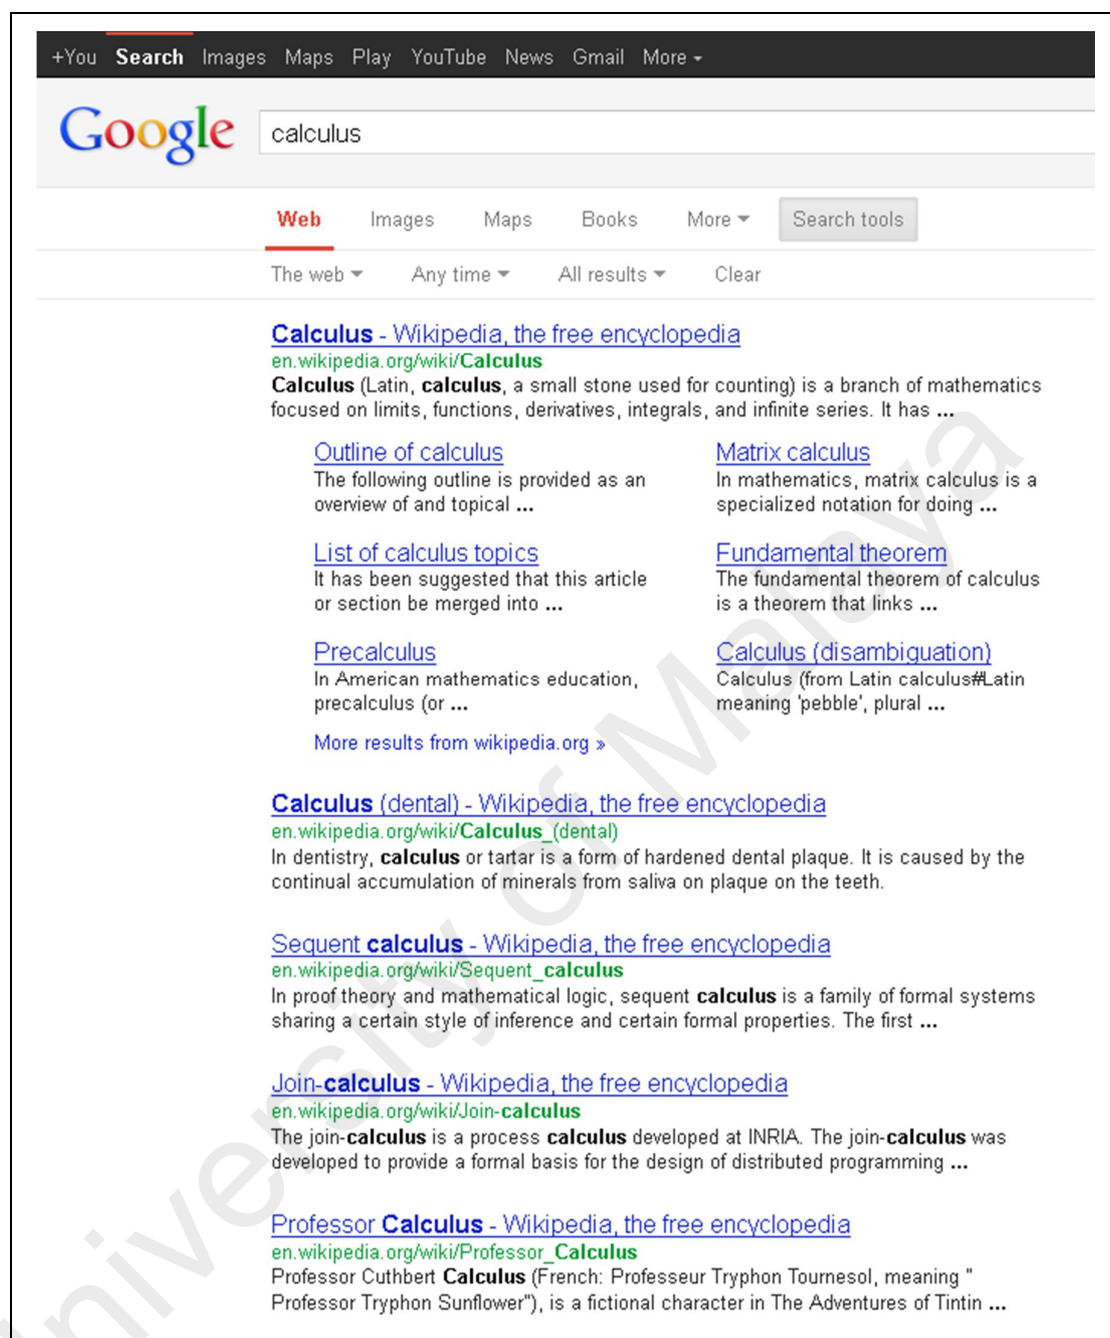 +You Search Images Maps Play YouTube News Gmail More
Google calculus
Web Images Maps Books More Search tools
The web Any time All results Clear
Calculus - Wikipedia, the free encyclopedia
en.wikipedia.org/wiki/Calculus
Calculus (Latin, calculus, a small stone used for counting) is a branch of mathematics
focused on limits, functions, derivatives, integrals, and infinite series. It has ...
Outline of calculus
The following outline is provided as an
overview of and topical ...
Matrix calculus
In mathematics, matrix calculus is a
specialized notation for doing ...
List of calculus topics
It has been suggested that this article
or section be merged into ...
Fundamental theorem
The fundamental theorem of calculus
is a theorem that links ...
Precalculus
In American mathematics education,
precalculus (or ...
Calculus (disambiguation)
Calculus (from Latin calculus#Latin
meaning 'pebble', plural ...
More results from wikipedia.org »
Calculus (dental) - Wikipedia, the free encyclopedia
en.wikipedia.org/wiki/Calculus_(dental)
In dentistry, calculus or tartar is a form of hardened dental plaque. It is caused by the
continual accumulation of minerals from saliva on plaque on the teeth.
Sequent calculus - Wikipedia, the free encyclopedia
en.wikipedia.org/wiki/Sequent_calculus
In proof theory and mathematical logic, sequent calculus is a family of formal systems
sharing a certain style of inference and certain formal properties. The first ...
Join-calculus - Wikipedia, the free encyclopedia
en.wikipedia.org/wiki/Join-calculus
The join-calculus is a process calculus developed at INRIA. The join-calculus was
developed to provide a formal basis for the design of distributed programming ...
Professor Calculus - Wikipedia, the free encyclopedia
en.wikipedia.org/wiki/Professor_Calculus
Professor Cuthbert Calculus (French: Professeur Tryphon Tournesol, meaning "
Professor Tryphon Sunflower"), is a fictional character in The Adventures of Tintin ...
University of Malaya